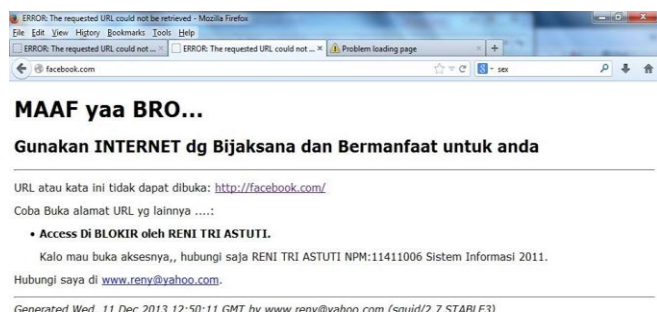 ERROR: The requested URL could not be retrieved - Mozilla Firefox
File Edit View History Bookmarks Tools Help
ERROR: The requested URL could not ... × ERROR: The requested URL could not ... × Problem loading page × +
facebook.com sex
MAAF yaa BRO...
Gunakan INTERNET dg Bijaksana dan Bermanfaat untuk anda
URL atau kata ini tidak dapat dibuka: http://facebook.com/
Coba Buka alamat URL yg lainnya ....:
• Access Di BLOKIR oleh RENI TRI ASTUTI.
Kalo mau buka aksesnya,, hubungi saja RENI TRI ASTUTI NPM:11411006 Sistem Informasi 2011.
Hubungi saya di www.reny@yahoo.com.
Generated Wed, 11 Dec 2013 12:50:11 GMT by www.reny@yahoo.com (squid/2.7.STABLE3)